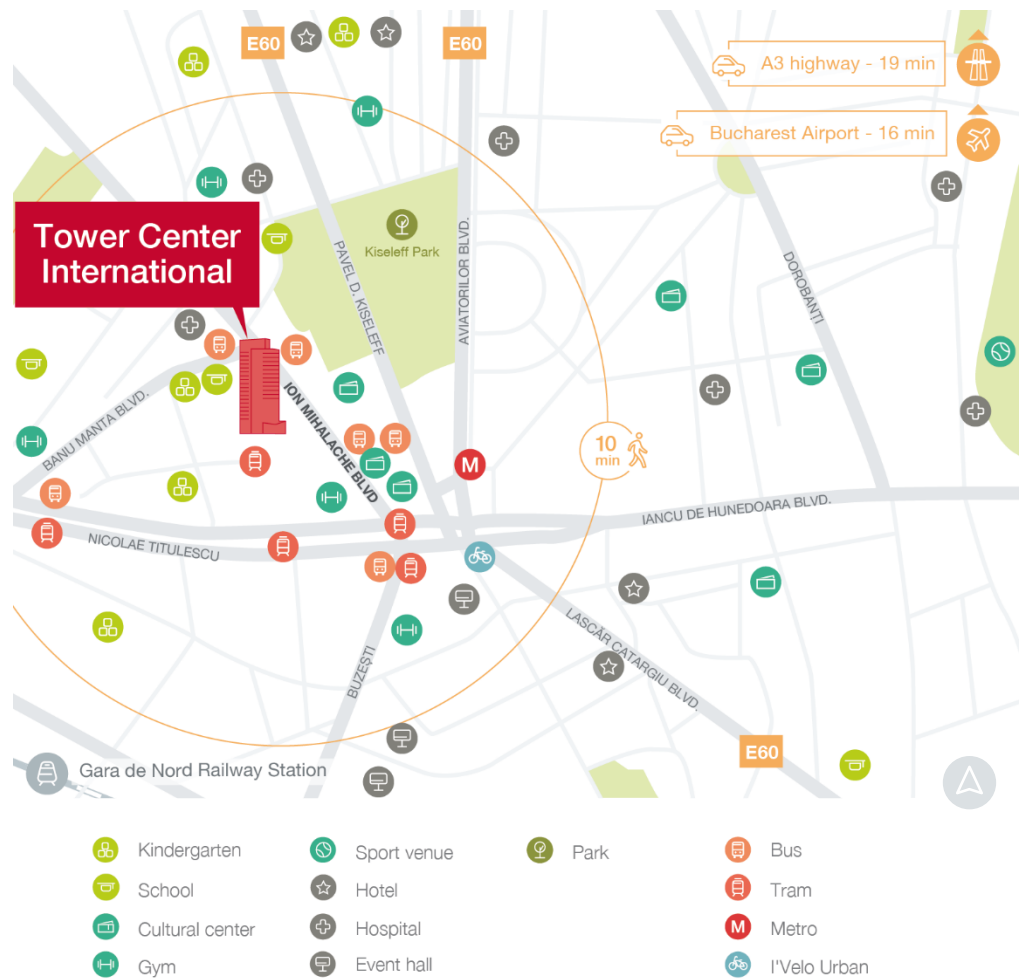 E60
E60
A3 highway - 19 min
Bucharest Airport - 16 min
Tower Center
International
Kiseleff Park
PAVEL D. KISELEFF
AVIATORILOR BLVD.
DOROBANȚI
BANU MANTA BLVD.
ION MIHALACHE BLVD
10
min
M
IANCU DE HUNEDOARA BLVD.
NICOLAE TITULESCU
LASCĂR CATARGIU BLVD.
BUZEȘTI
E60
Gara de Nord Railway Station
Kindergarten
Sport venue
Park
Bus
School
Hotel
Tram
Cultural center
Hospital
M Metro
Gym
Event hall
I'Velo Urban